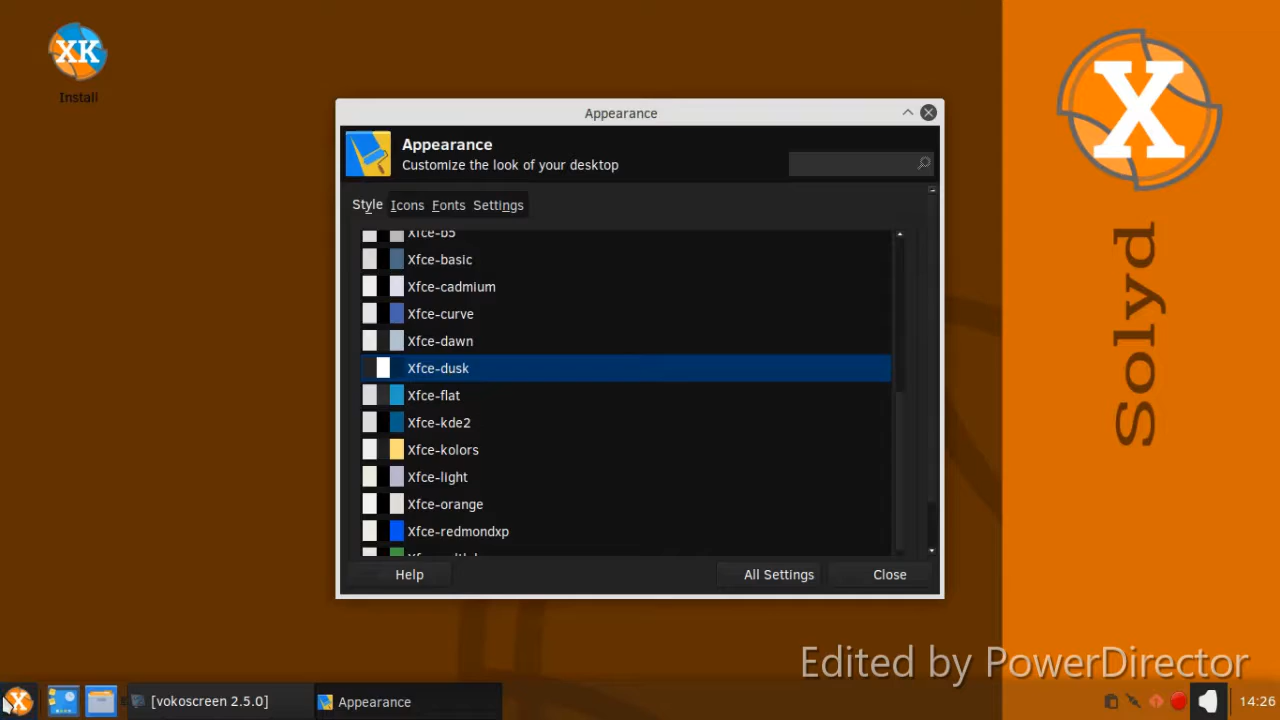 XK
Install
Appearance
Appearance
Customize the look of your desktop
Style Icons Fonts Settings
Xfce-b5
Xfce-basic
Xfce-cadmium
Xfce-curve
Xfce-dawn
Xfce-dusk
Xfce-flat
Xfce-kde2
Xfce-kolors
Xfce-light
Xfce-orange
Xfce-redmondxp
Help
All Settings
Close
X
Solyd
Edited by PowerDirector
X
[vokoscreen 2.5.0]
Appearance
14:26